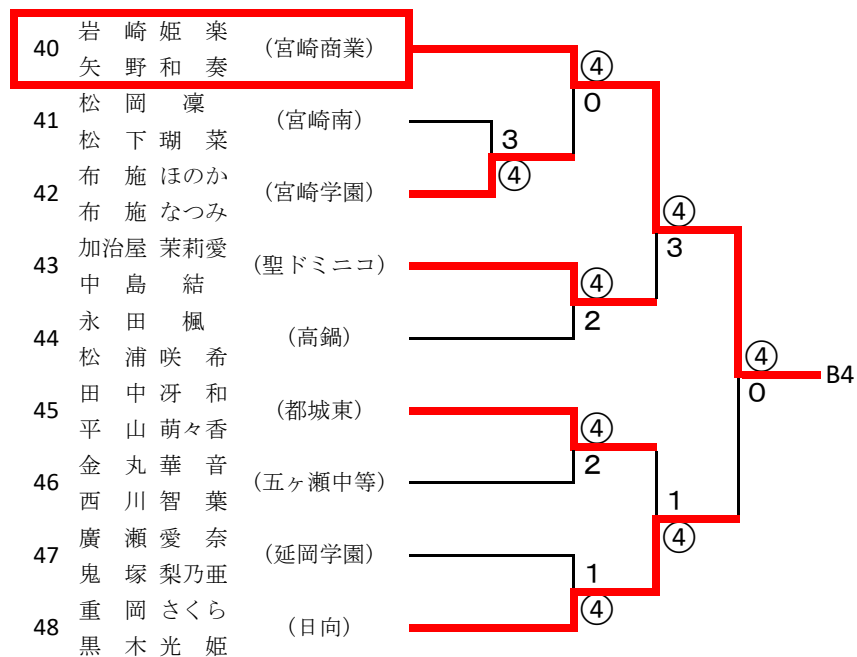 40 岩崎姫楽 (宮崎商業)
矢野和奏
④
0
41 松岡凜 (宮崎南)
松下瑚菜
3
④
42 布施ほのか (宮崎学園)
布施なつみ
④
3
43 加治屋茉莉愛 (聖ドミニコ)
中島結
④
2
44 永田楓 (高鍋)
松浦咲希
④
0
B4
45 田中冴和 (都城東)
平山萌々香
④
2
46 金丸華音 (五ヶ瀬中等)
西川智葉
1
④
47 廣瀬愛奈 (延岡学園)
鬼塚梨乃亜
1
④
48 重岡さくら (日向)
黒木光姫